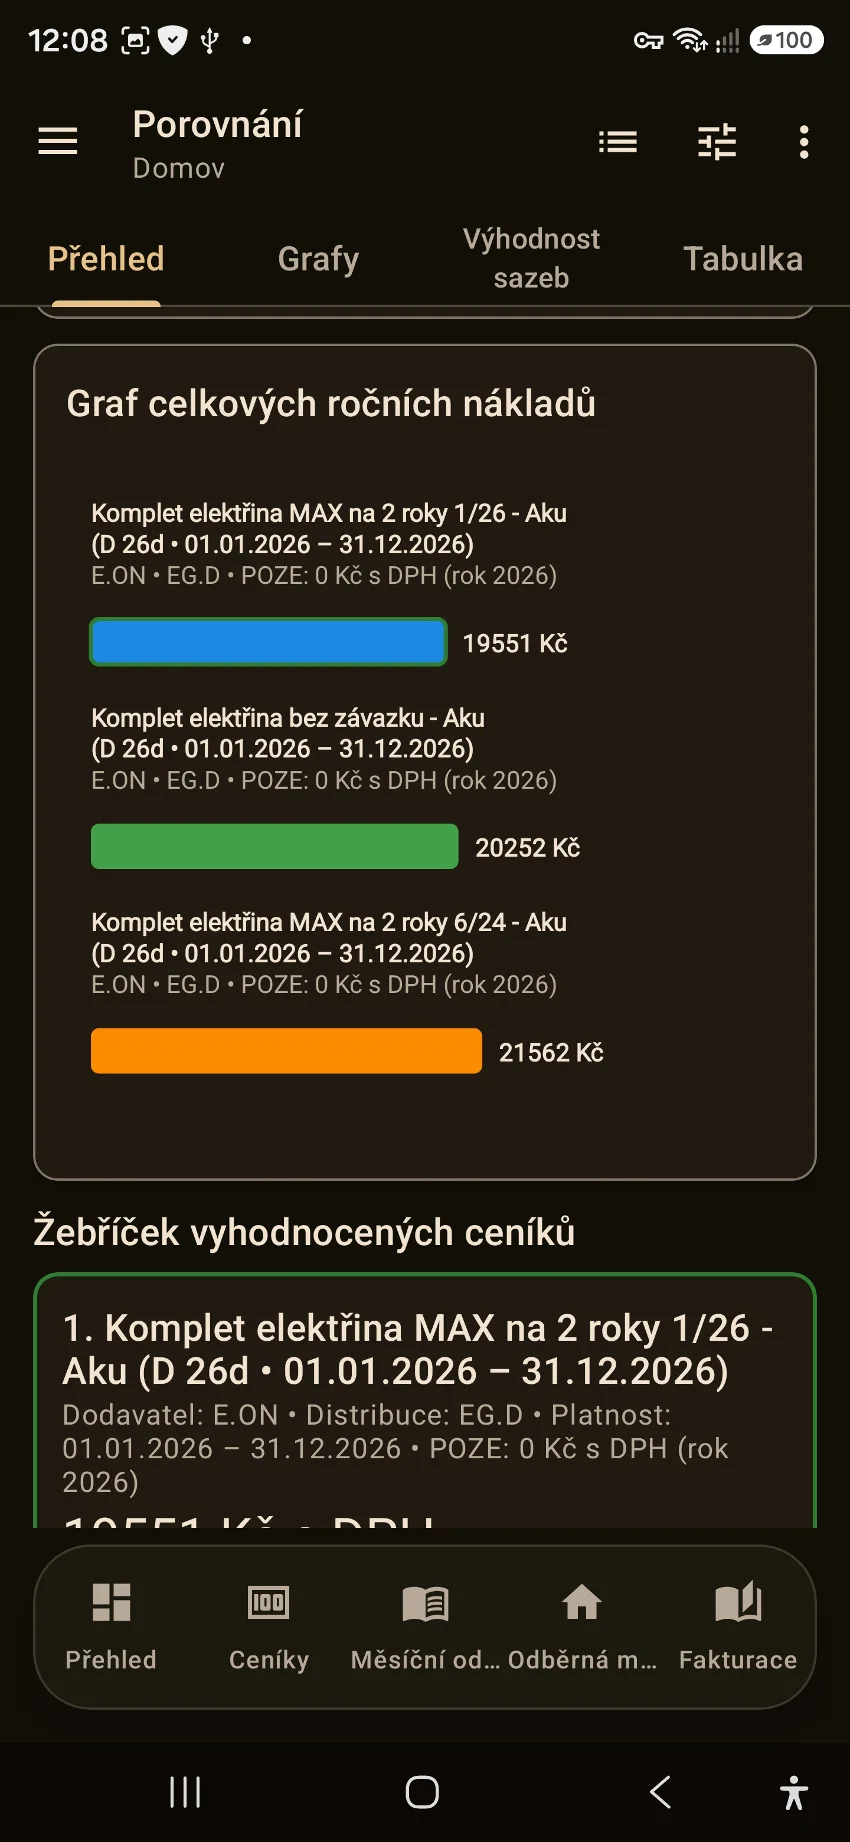 12:08
100
Porovnání
Domov
Přehled
Grafy
Výhodnost
sazeb
Tabulka
Graf celkových ročních nákladů
Komplet elektřina MAX na 2 roky 1/26 - Aku
(D 26d • 01.01.2026 – 31.12.2026)
E.ON • EG.D • POZE: 0 Kč s DPH (rok 2026)
19551 Kč
Komplet elektřina bez závazku - Aku
(D 26d • 01.01.2026 – 31.12.2026)
E.ON • EG.D • POZE: 0 Kč s DPH (rok 2026)
20252 Kč
Komplet elektřina MAX na 2 roky 6/24 - Aku
(D 26d • 01.01.2026 – 31.12.2026)
E.ON • EG.D • POZE: 0 Kč s DPH (rok 2026)
21562 Kč
Žebříček vyhodnocených ceníků
1. Komplet elektřina MAX na 2 roky 1/26 -
Aku (D 26d • 01.01.2026 – 31.12.2026)
Dodavatel: E.ON • Distribuce: EG.D • Platnost:
01.01.2026 – 31.12.2026 • POZE: 0 Kč s DPH (rok
2026)
19551 Kč s DPH
Přehled
Ceníky
Měsíční od...
Odběrná m...
Fakturace